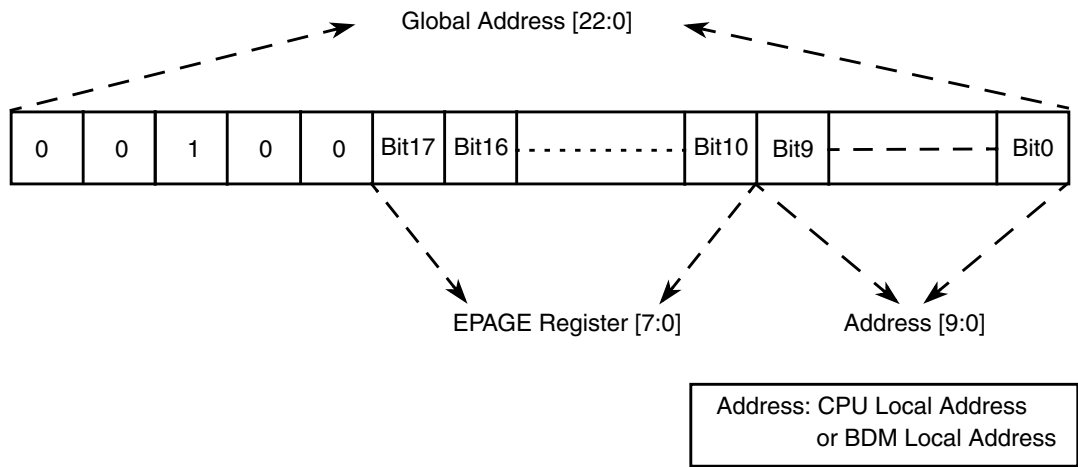 Global Address [22:0]
0 0 1 0 0 Bit17 Bit16 Bit10 Bit9 Bit0
EPAGE Register [7:0] Address [9:0]
Address: CPU Local Address
or BDM Local Address